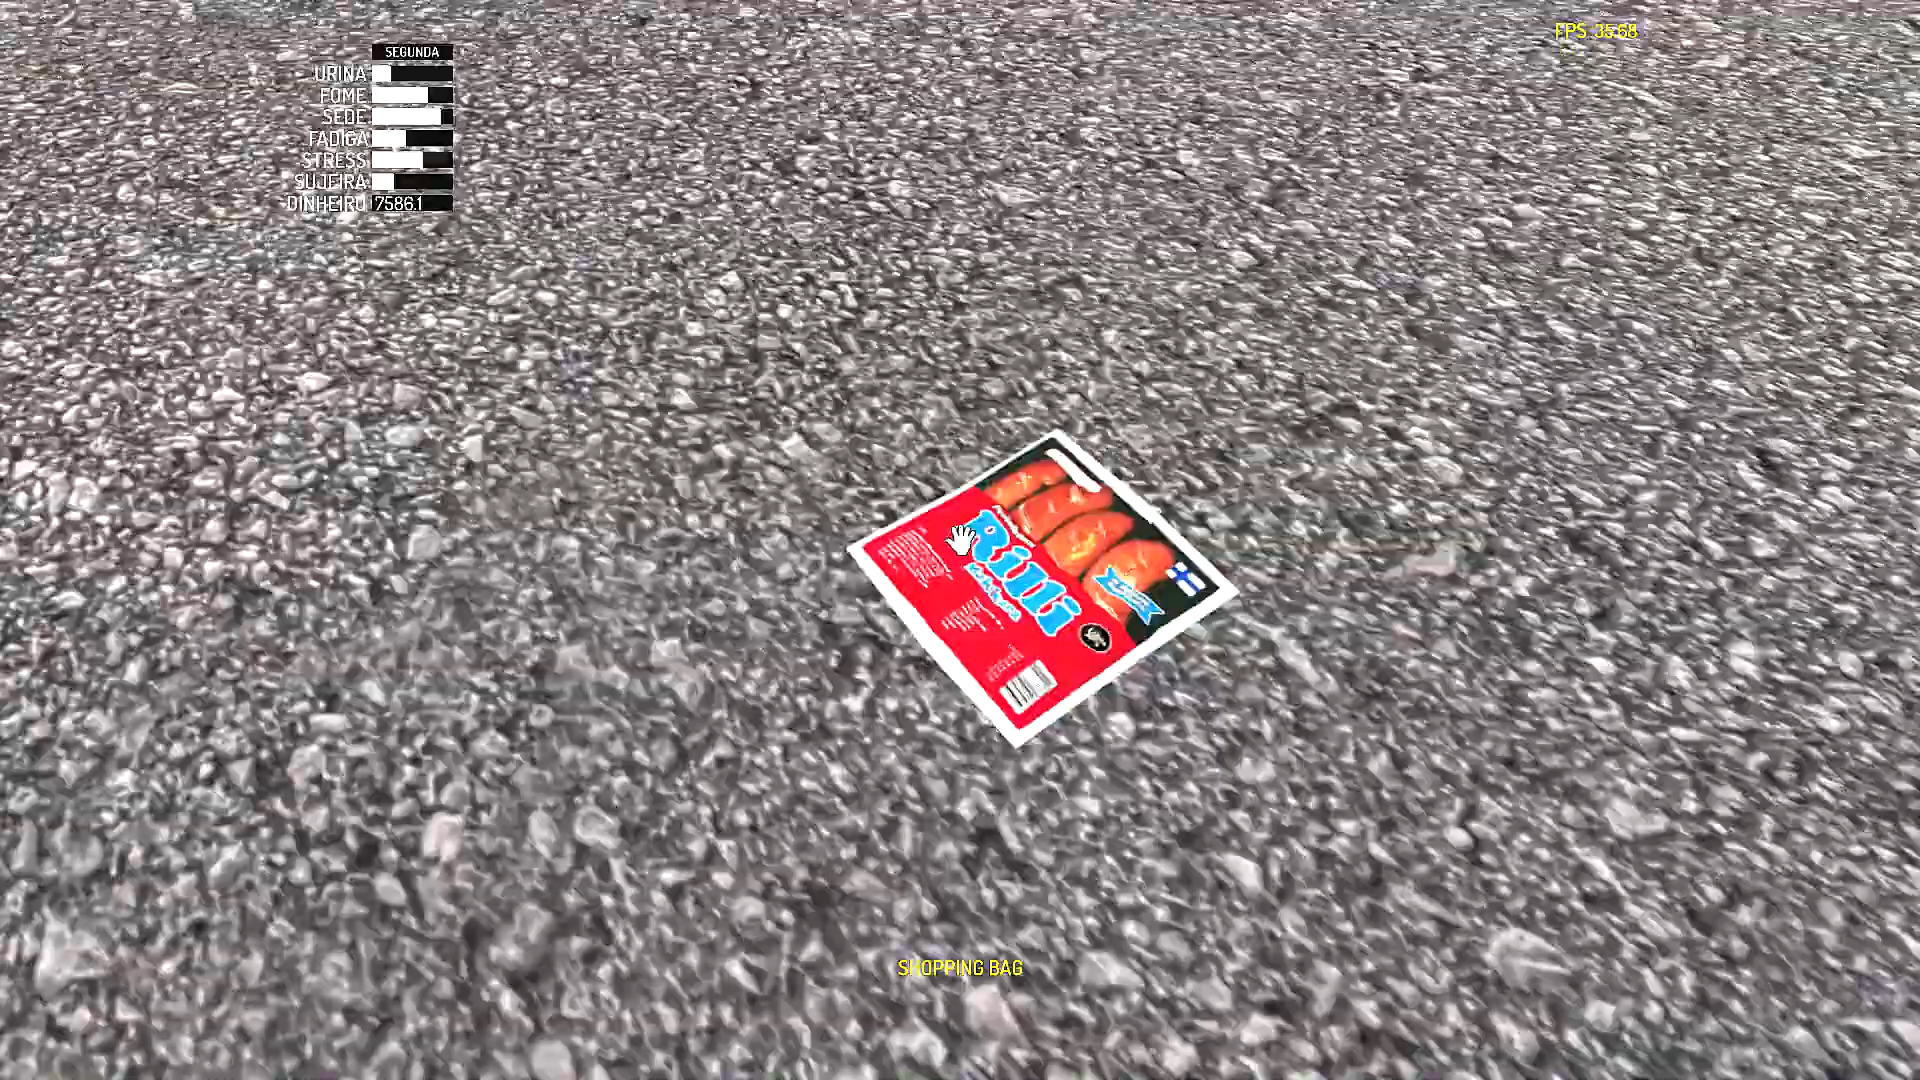 SEGUNDA
FPS: 35.68
URINA
FOME
SEDE
FADIGA
STRESS
SUJEIRA
DINHEIRO 7586.1
Rilli
SHOPPING BAG